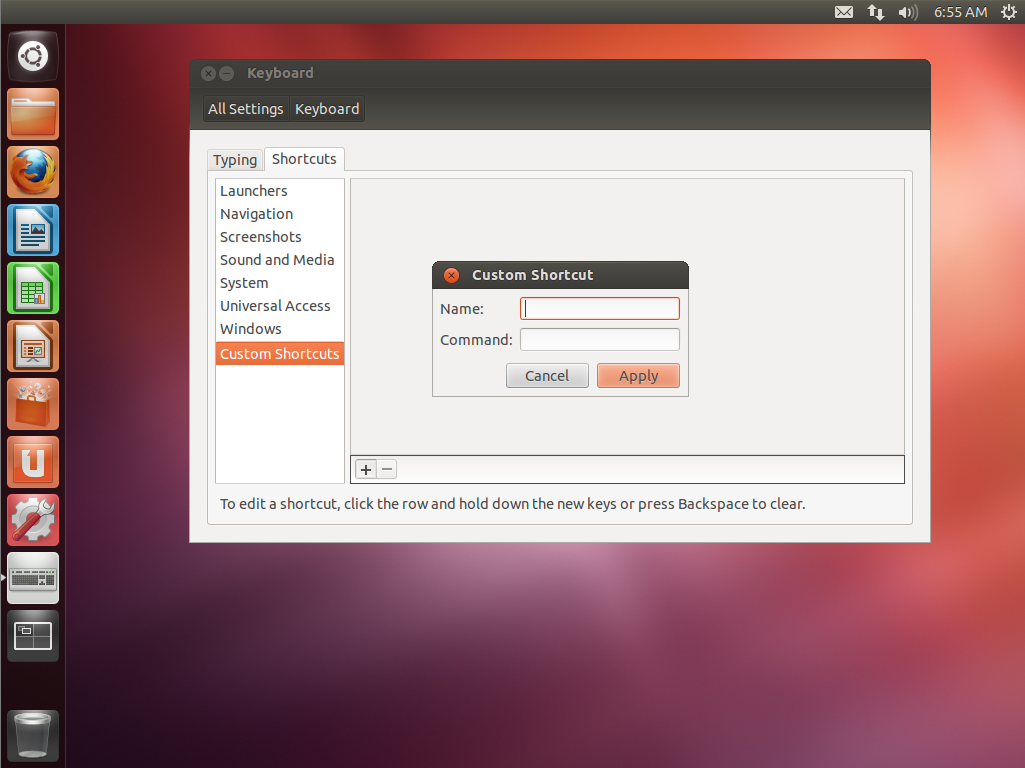 6:55 AM
Keyboard
All Settings Keyboard
Typing Shortcuts
Launchers
Navigation
Screenshots
Sound and Media
System
Universal Access
Windows
Custom Shortcuts
Custom Shortcut
Name:
Command:
Cancel Apply
To edit a shortcut, click the row and hold down the new keys or press Backspace to clear.